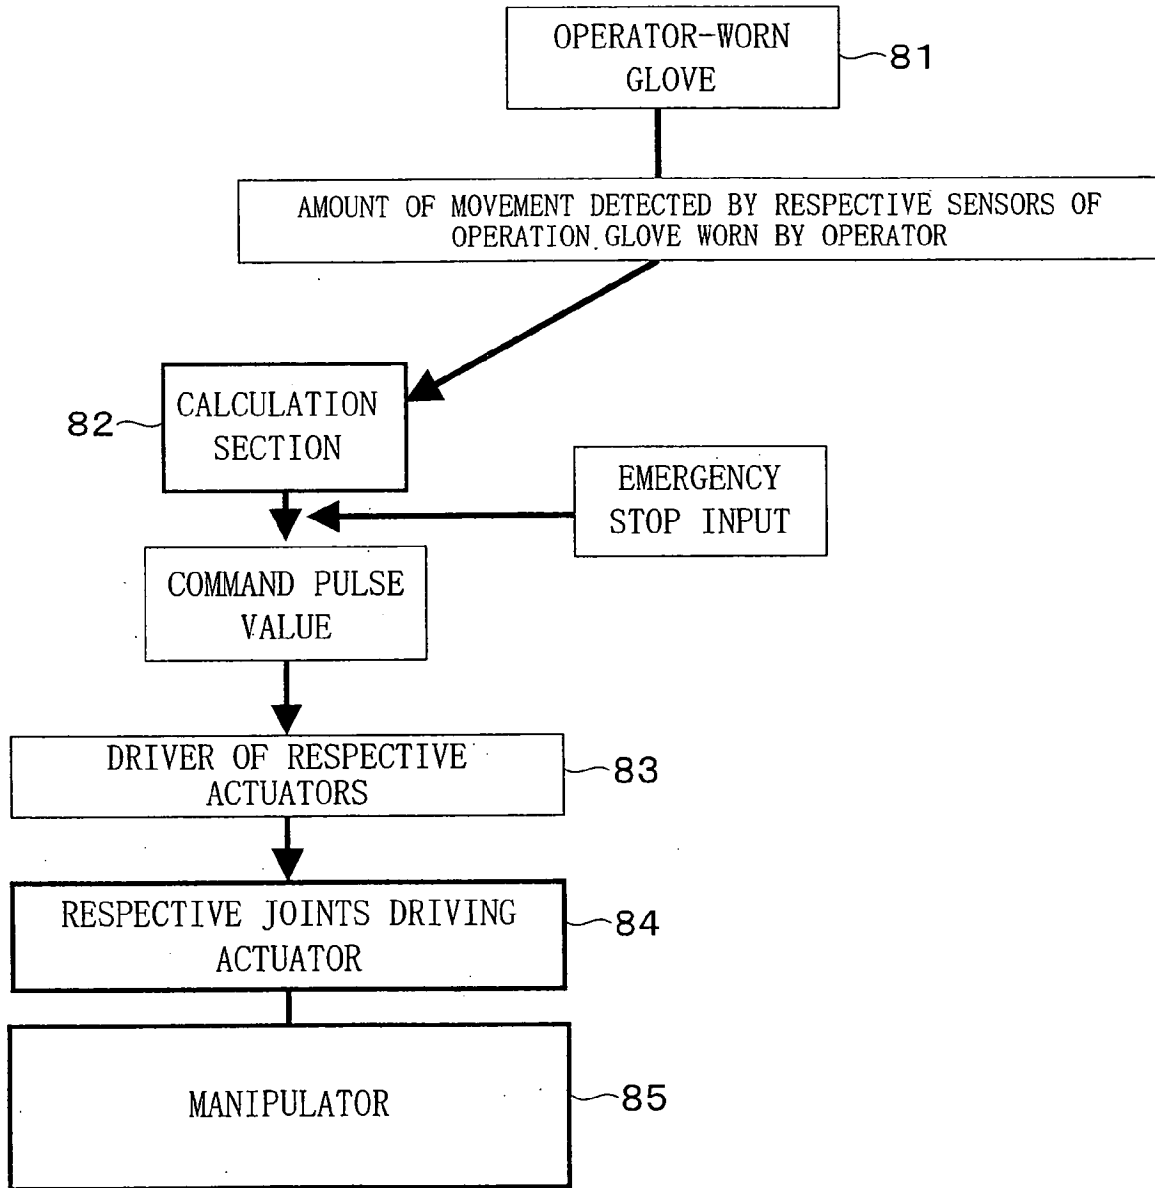 OPERATOR-WORN
GLOVE
81
AMOUNT OF MOVEMENT DETECTED BY RESPECTIVE SENSORS OF
OPERATION GLOVE WORN BY OPERATOR
82
CALCULATION
SECTION
EMERGENCY
STOP INPUT
COMMAND PULSE
VALUE
DRIVER OF RESPECTIVE
ACTUATORS
83
RESPECTIVE JOINTS DRIVING
ACTUATOR
84
MANIPULATOR
85